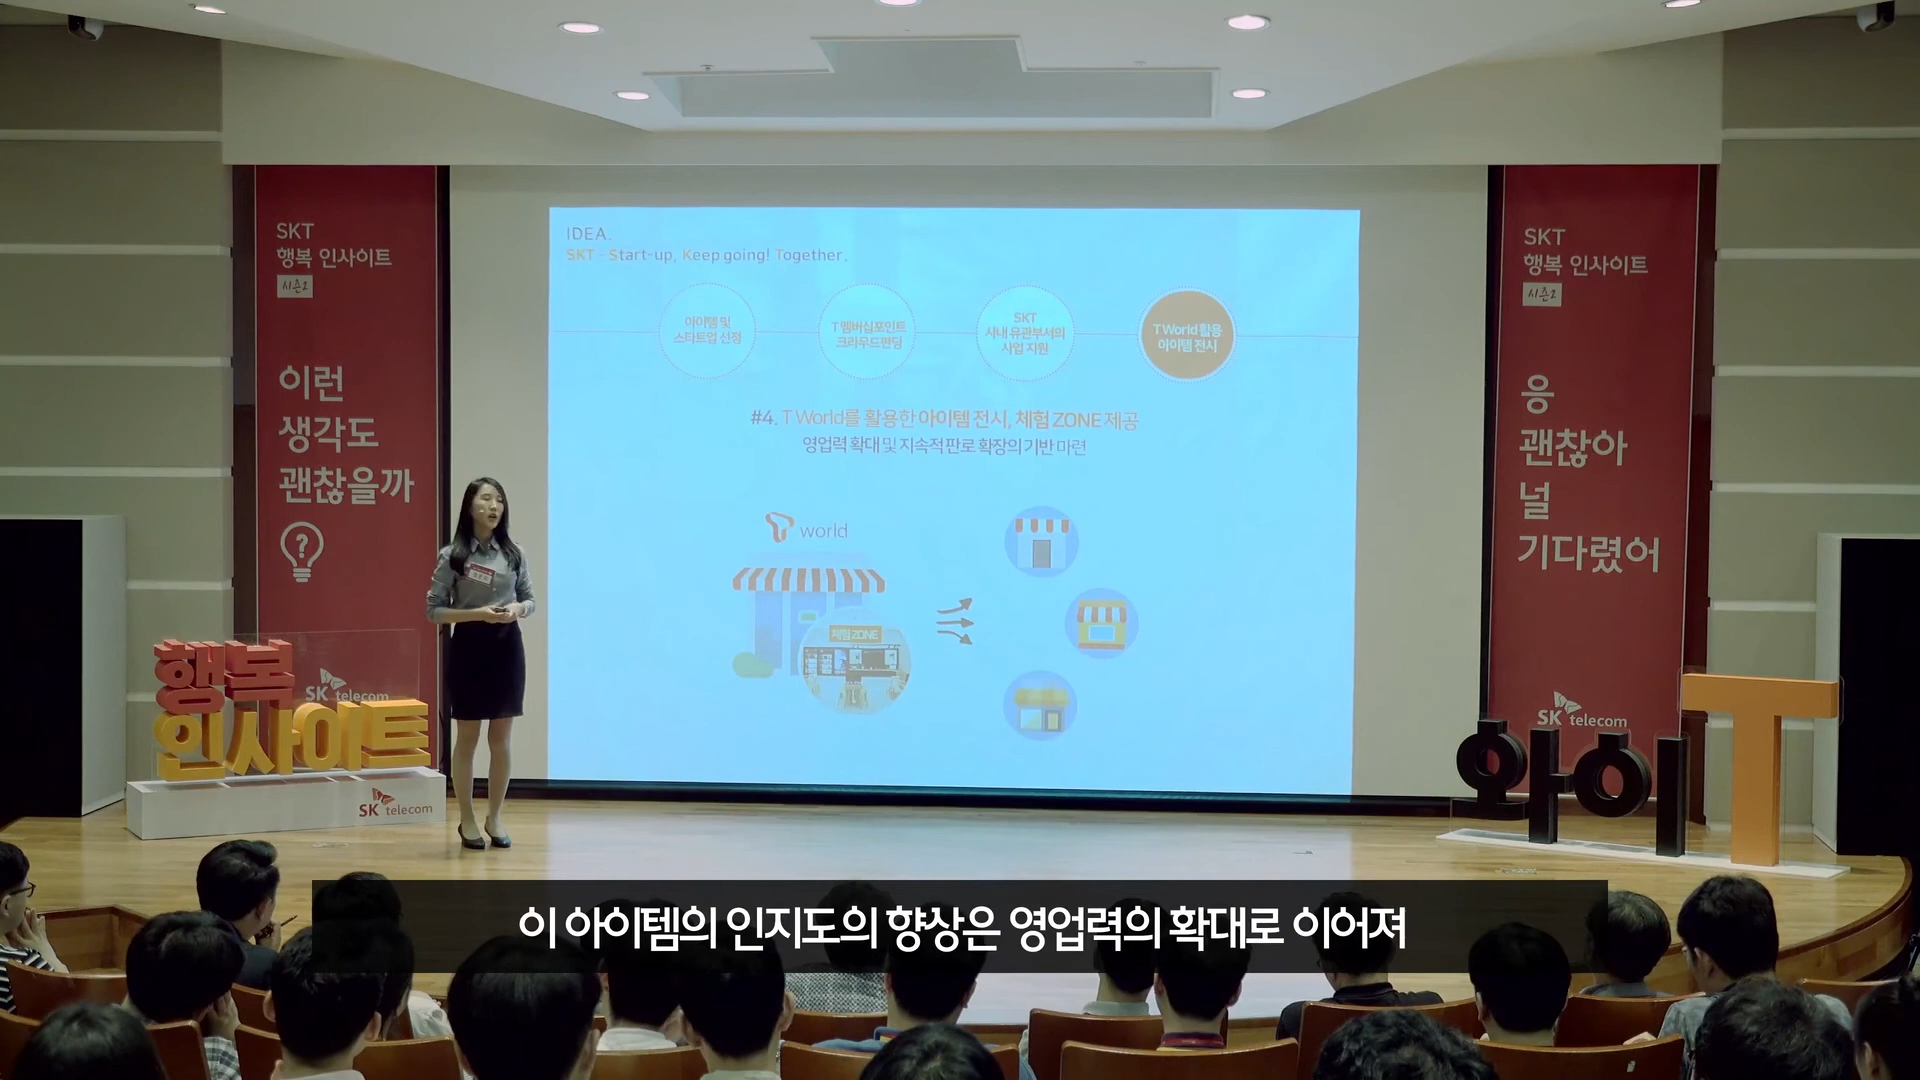 SKT
행복 인사이트
시즌2
이런
생각도
괜찮을까
?
IDEA.
SKT - Start-up, Keep going! Together.
아이템 및
스타트업 선정
T 멤버십포인트
크라우드펀딩
SKT
사내 유관부서의
사업 지원
T World 활용
아이템 전시
#4. T World를 활용한 아이템 전시, 체험 ZONE 제공
영업력 확대 및 지속적 판로 확장의 기반 마련
T world
체험 ZONE
SKT
행복 인사이트
시즌2
응
괜찮아
널
기다렸어
SK telecom
행복
인사이트
SK telecom
SK telecom
와이T
이 아이템의 인지도의 향상은 영업력의 확대로 이어져